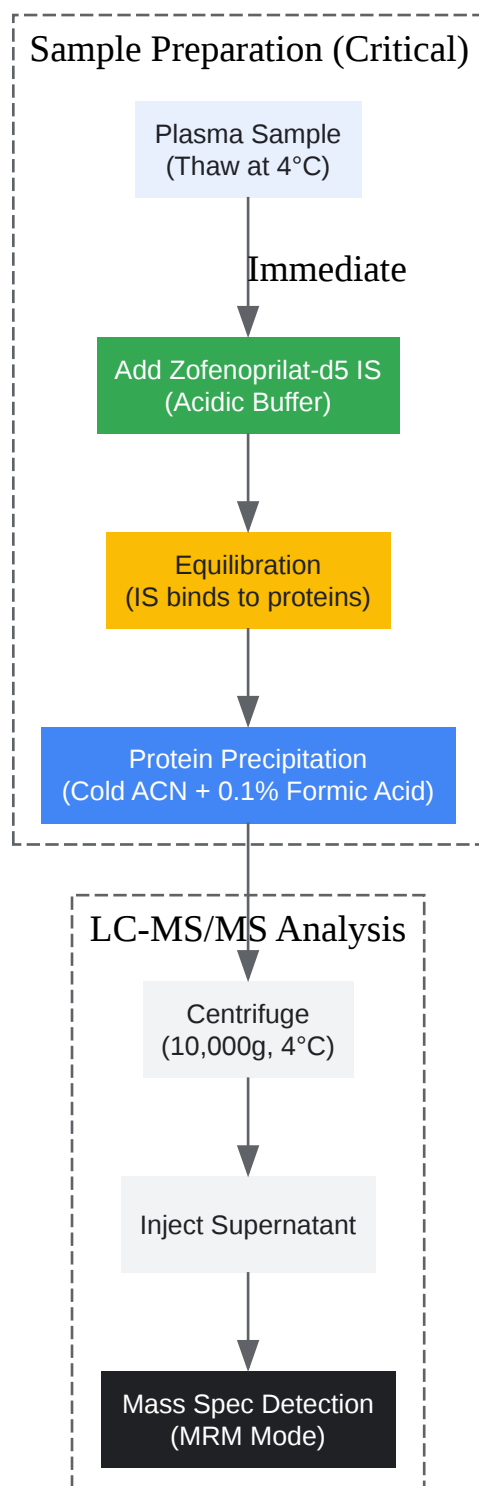 Sample Preparation (Critical)
Plasma Sample
(Thaw at 4°C)
Immediate
Add Zofenoprilat-d5 IS
(Acidic Buffer)
Equilibration
(IS binds to proteins)
Protein Precipitation
(Cold ACN + 0.1% Formic Acid)
LC-MS/MS Analysis
Centrifuge
(10,000g, 4°C)
Inject Supernatant
Mass Spec Detection
(MRM Mode)